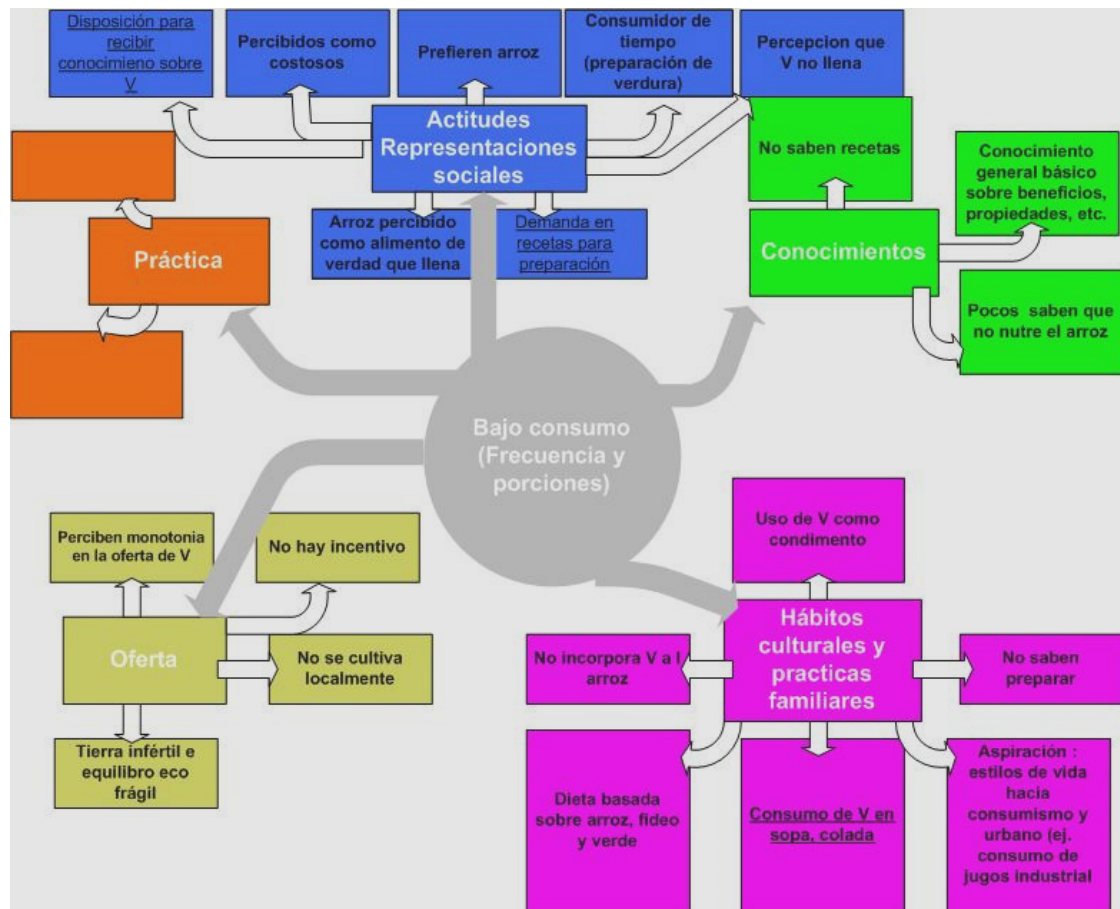 Disposición para
recibir
conocimieno sobre
V
Percibidos como
costosos
Prefieren arroz
Consumidor de
tiempo
(preparación de
verdura)
Percepcion que
V no llena
Actitudes
Representaciones
sociales
No saben recetas
Conocimiento
general básico
sobre beneficios,
propiedades, etc.
Arroz percibido
como alimento de
verdad que llena
Demanda en
recetas para
preparación
Práctica
Conocimientos
Pocos saben que
no nutre el arroz
Bajo consumo
(Frecuencia y
porciones)
Perciben monotonia
en la oferta de V
No hay incentivo
Uso de V como
condimento
Oferta
No se cultiva
localmente
Hábitos
culturales y
practicas
familiares
No incorpora V a l
arroz
No saben
preparar
Tierra infértil e
equilibro eco
frágil
Dieta basada
sobre arroz, fideo
y verde
Consumo de V en
sopa, colada
Aspiración :
estilos de vida
hacia
consumismo y
urbano (ej.
consumo de
jugos industrial